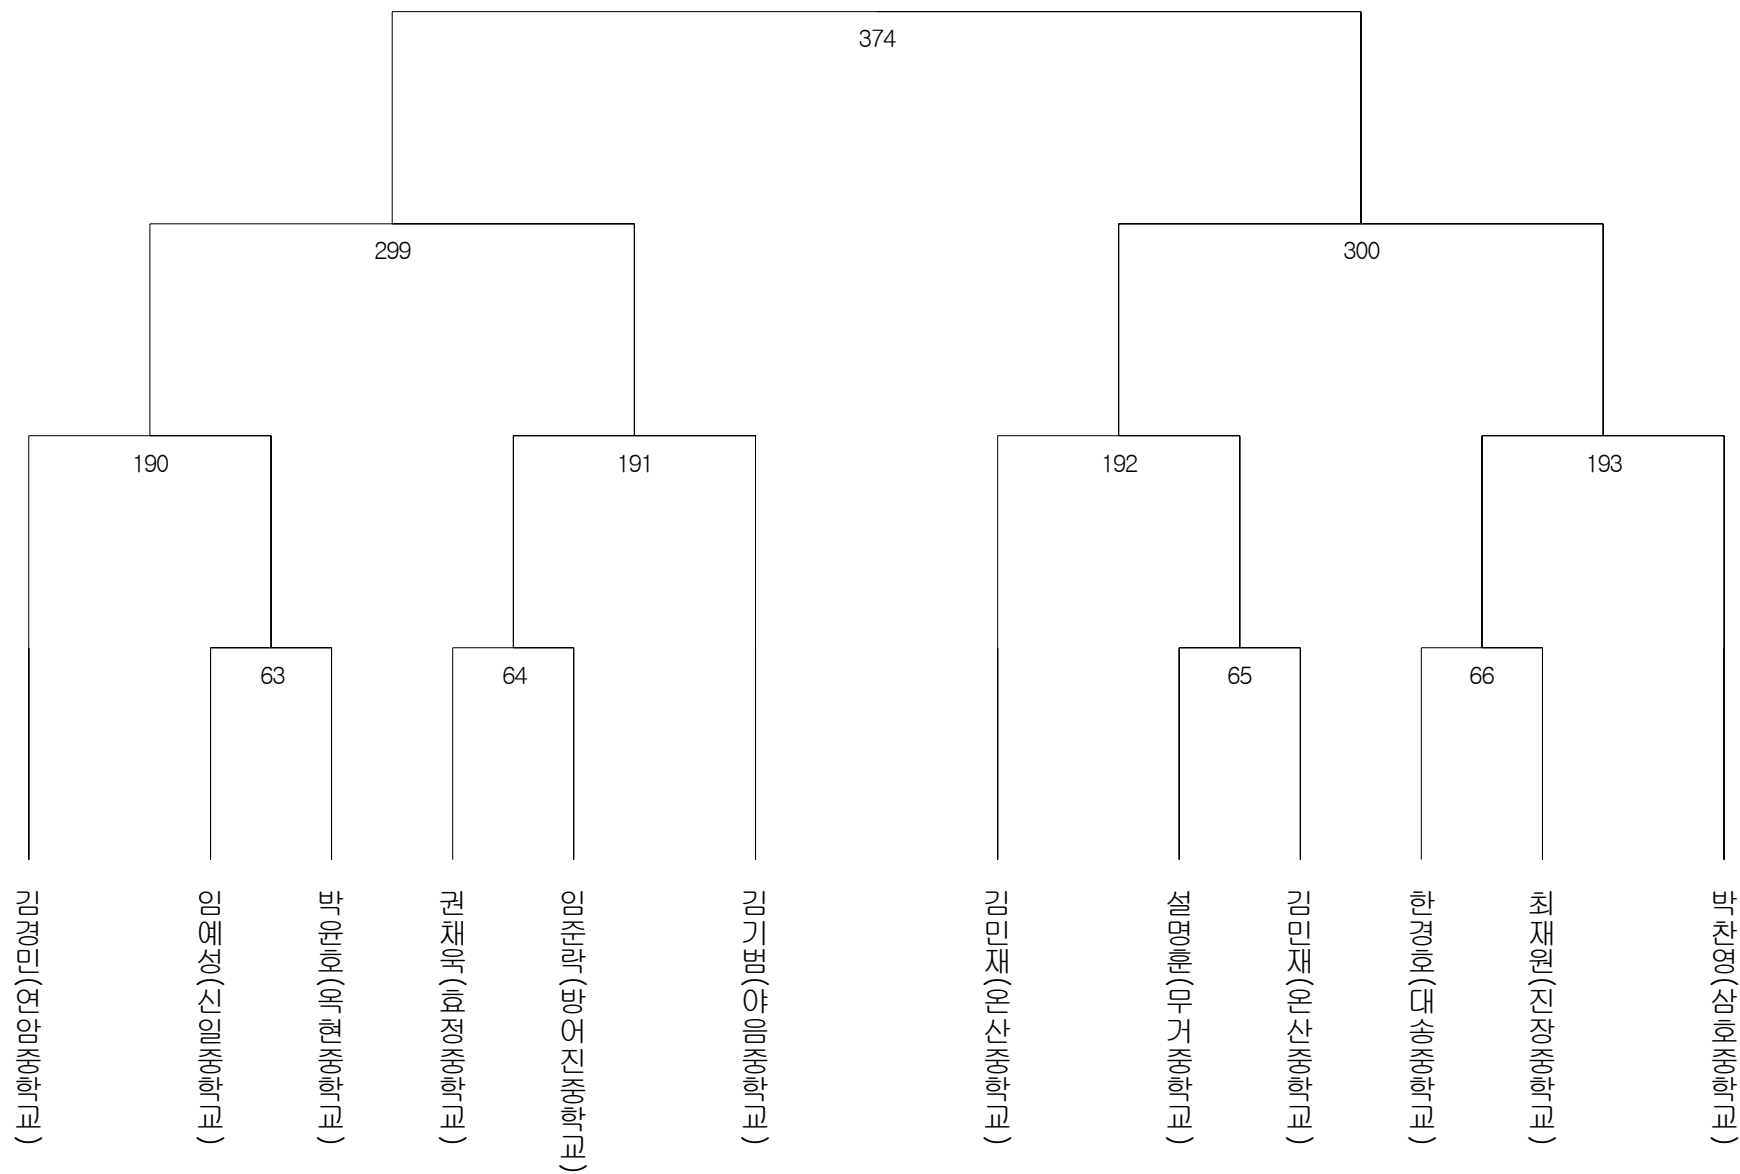 374
299
300
190
191
192
193
63
64
65
66
김경민(연암중학교)
임예성(신일중학교)
박윤호(옥현중학교)
권채욱(효정중학교)
임준락(방어진중학교)
김기범(야음중학교)
김민재(온산중학교)
설명훈(무거중학교)
김민재(온산중학교)
한경호(대송중학교)
최재원(진장중학교)
박찬영(삼호중학교)